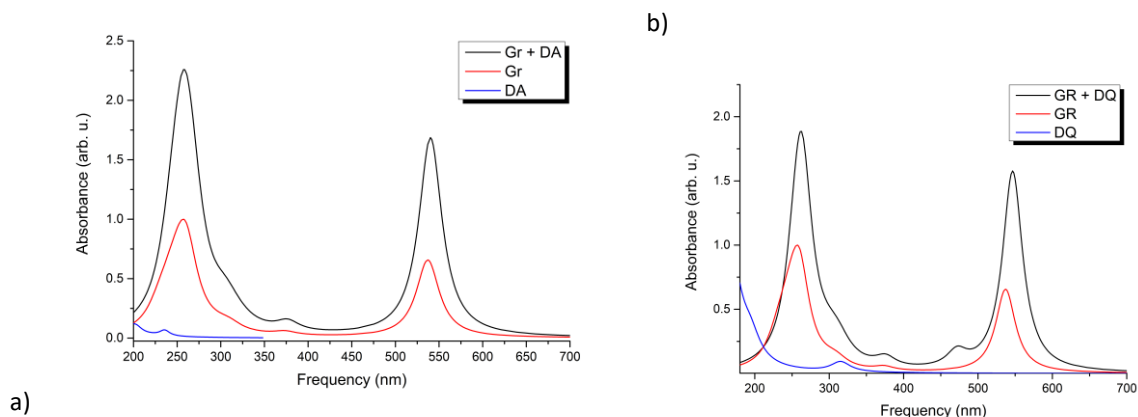 a)
2.5
2.0
1.5
1.0
0.5
0.0
Absorbance (arb. u.)
200 250 300 350 400 450 500 550 600 650 700
Frequency (nm)
Gr + DA
Gr
DA
b)
2.0
1.5
1.0
0.5
Absorbance (arb. u.)
200 300 400 500 600 700
Frequency (nm)
GR + DQ
GR
DQ